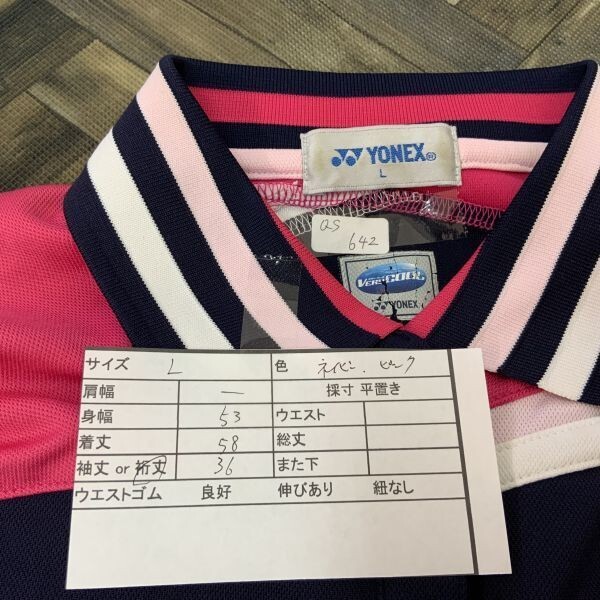 YONEX®
L
QS
642
VERYCOOL
YONEX
サイズ L 色 ネイビー、ピンク
肩幅 ― 採寸 平置き
身幅 53 ウエスト
着丈 58 総丈
袖丈 or 裄丈 36 また下
ウエストゴム 良好 伸びあり 紐なし